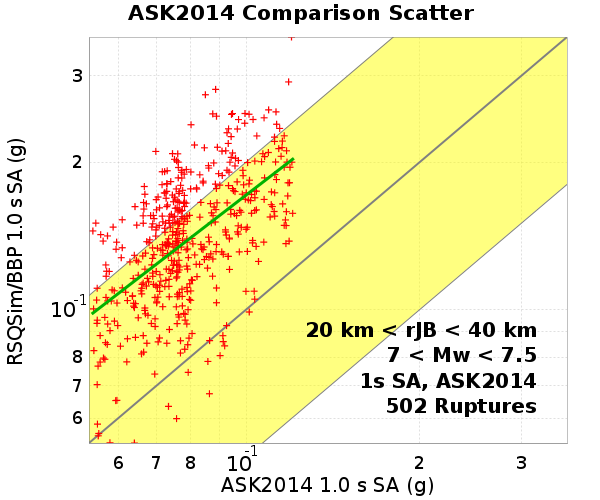 ASK2014 Comparison Scatter
RSQSim/BBP 1.0 s SA (g)
3
2
10⁻¹
8
7
6
20 km < rJB < 40 km
7 < Mw < 7.5
1s SA, ASK2014
502 Ruptures
6 7 8 10⁻¹ 2 3
ASK2014 1.0 s SA (g)